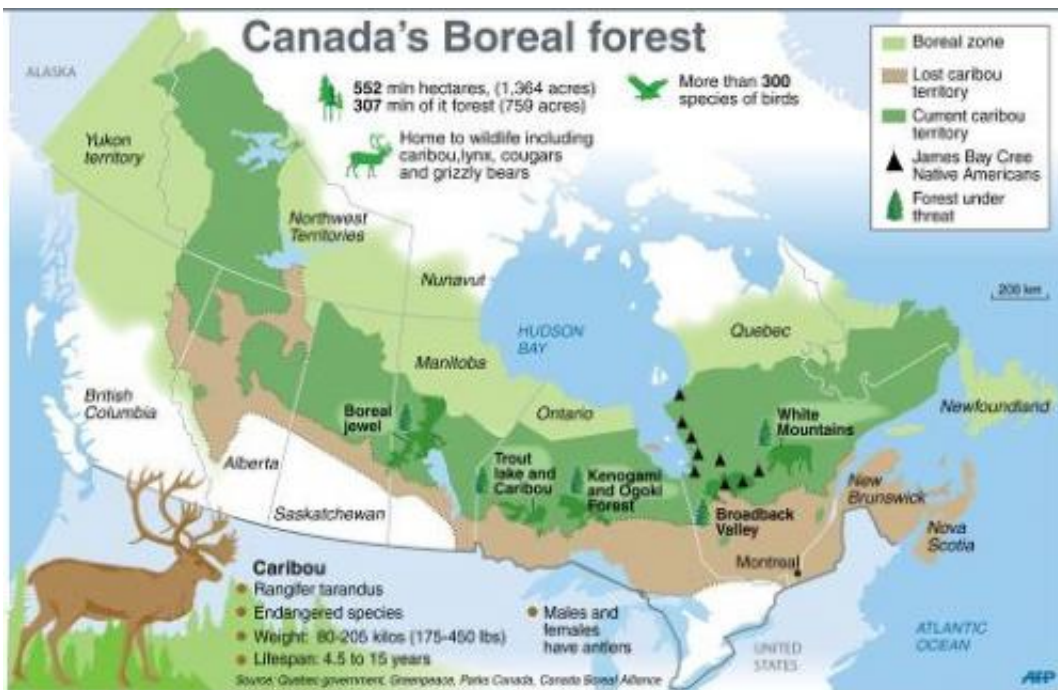 Canada's Boreal forest
552 mln hectares, (1,364 acres)
307 mln of it forest (759 acres)
More than 300
species of birds
Home to wildlife including
caribou,lynx, cougars
and grizzly bears
Boreal zone
Lost caribou
territory
Current caribou
territory
James Bay Cree
Native Americans
Forest under
threat
200 km
ALASKA
Yukon
territory
Northwest
Territories
Nunavut
HUDSON
BAY
Quebec
Manitoba
British
Columbia
Boreal
jewel
Ontario
White
Mountains
Newfoundland
Alberta
Trout
lake and
Caribou
Kenogami
and Ogoki
Forest
New
Brunswick
Saskatchewan
Broadback
Valley
Nova
Scotia
Montreal
Caribou
Rangifer tarandus
Endangered species
Weight: 80-205 kilos (175-450 lbs)
Lifespan: 4.5 to 15 years
Males and
females
have antlers
UNITED
STATES
ATLANTIC
OCEAN
Source: Quebec government, Greenpeace, Parks Canada, Canada Boreal Alliance
AFP